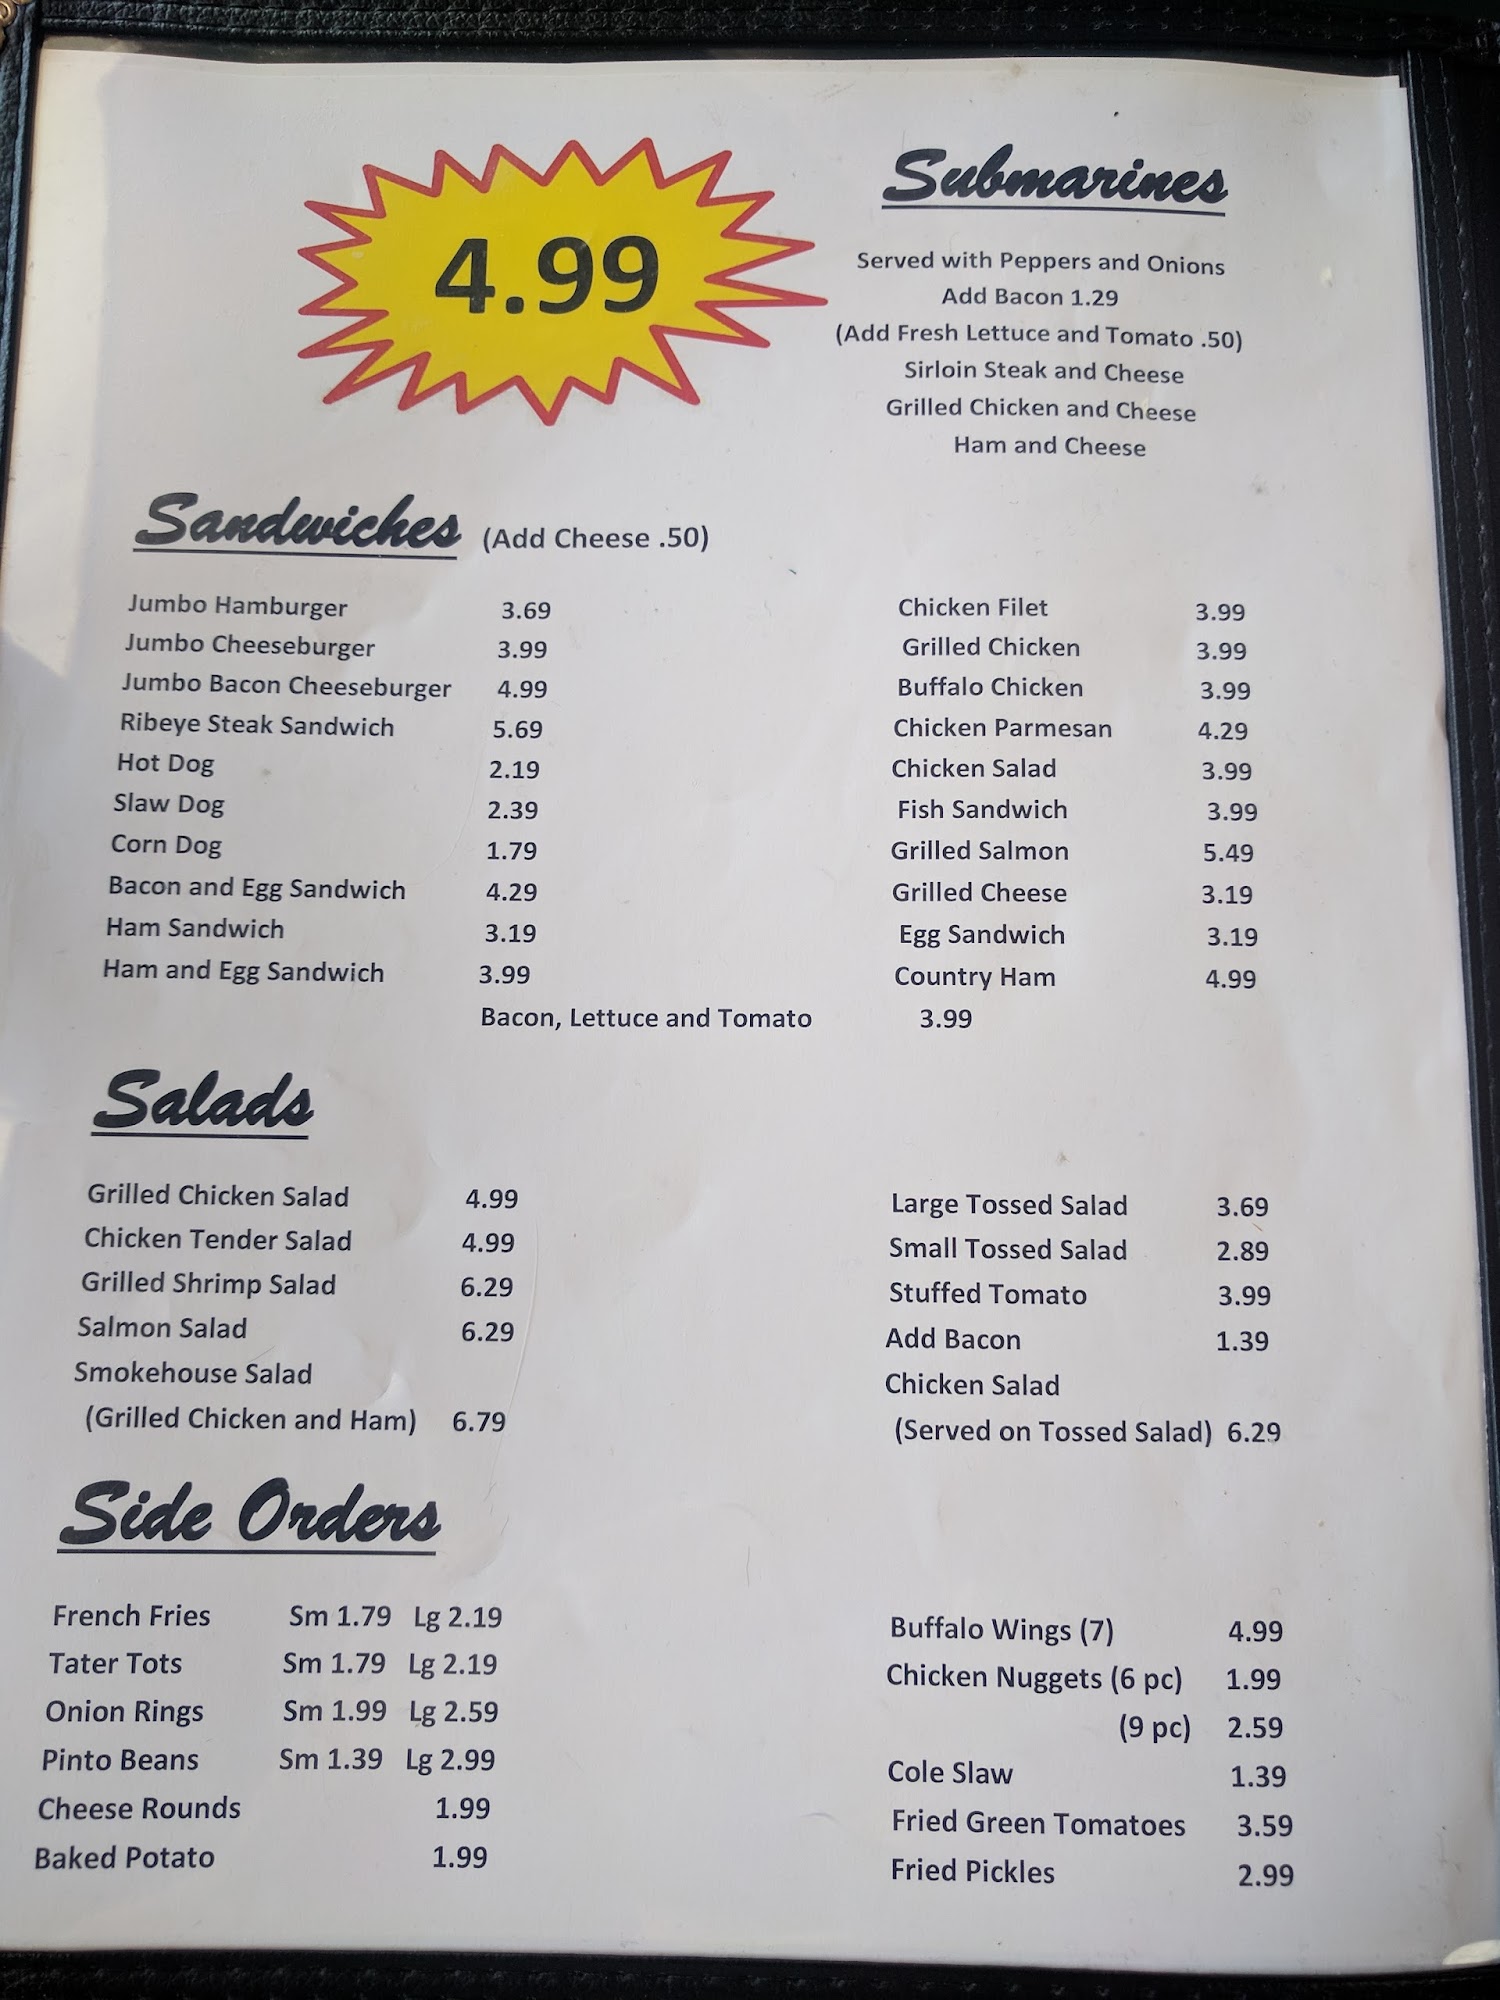 4.99
Submarines
Served with Peppers and Onions
Add Bacon 1.29
(Add Fresh Lettuce and Tomato .50)
Sirloin Steak and Cheese
Grilled Chicken and Cheese
Ham and Cheese
Sandwiches (Add Cheese .50)
Jumbo Hamburger 3.69
Jumbo Cheeseburger 3.99
Jumbo Bacon Cheeseburger 4.99
Ribeye Steak Sandwich 5.69
Hot Dog 2.19
Slaw Dog 2.39
Corn Dog 1.79
Bacon and Egg Sandwich 4.29
Ham Sandwich 3.19
Ham and Egg Sandwich 3.99
Chicken Filet 3.99
Grilled Chicken 3.99
Buffalo Chicken 3.99
Chicken Parmesan 4.29
Chicken Salad 3.99
Fish Sandwich 3.99
Grilled Salmon 5.49
Grilled Cheese 3.19
Egg Sandwich 3.19
Country Ham 4.99
Bacon, Lettuce and Tomato 3.99
Salads
Grilled Chicken Salad 4.99
Chicken Tender Salad 4.99
Grilled Shrimp Salad 6.29
Salmon Salad 6.29
Smokehouse Salad
(Grilled Chicken and Ham) 6.79
Large Tossed Salad 3.69
Small Tossed Salad 2.89
Stuffed Tomato 3.99
Add Bacon 1.39
Chicken Salad
(Served on Tossed Salad) 6.29
Side Orders
French Fries Sm 1.79 Lg 2.19
Tater Tots Sm 1.79 Lg 2.19
Onion Rings Sm 1.99 Lg 2.59
Pinto Beans Sm 1.39 Lg 2.99
Cheese Rounds 1.99
Baked Potato 1.99
Buffalo Wings (7) 4.99
Chicken Nuggets (6 pc) 1.99
(9 pc) 2.59
Cole Slaw 1.39
Fried Green Tomatoes 3.59
Fried Pickles 2.99